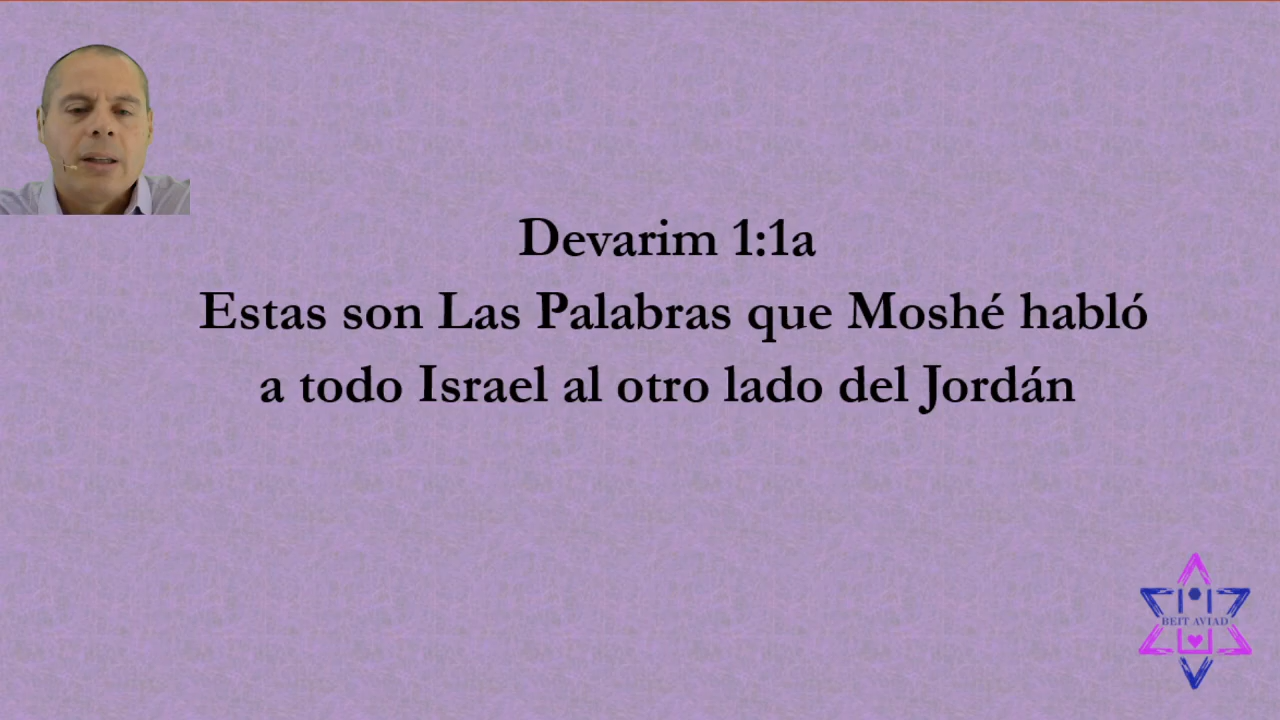 Devarim 1:1a
Estas son Las Palabras que Moshé habló
a todo Israel al otro lado del Jordán
BEIT AVIAD